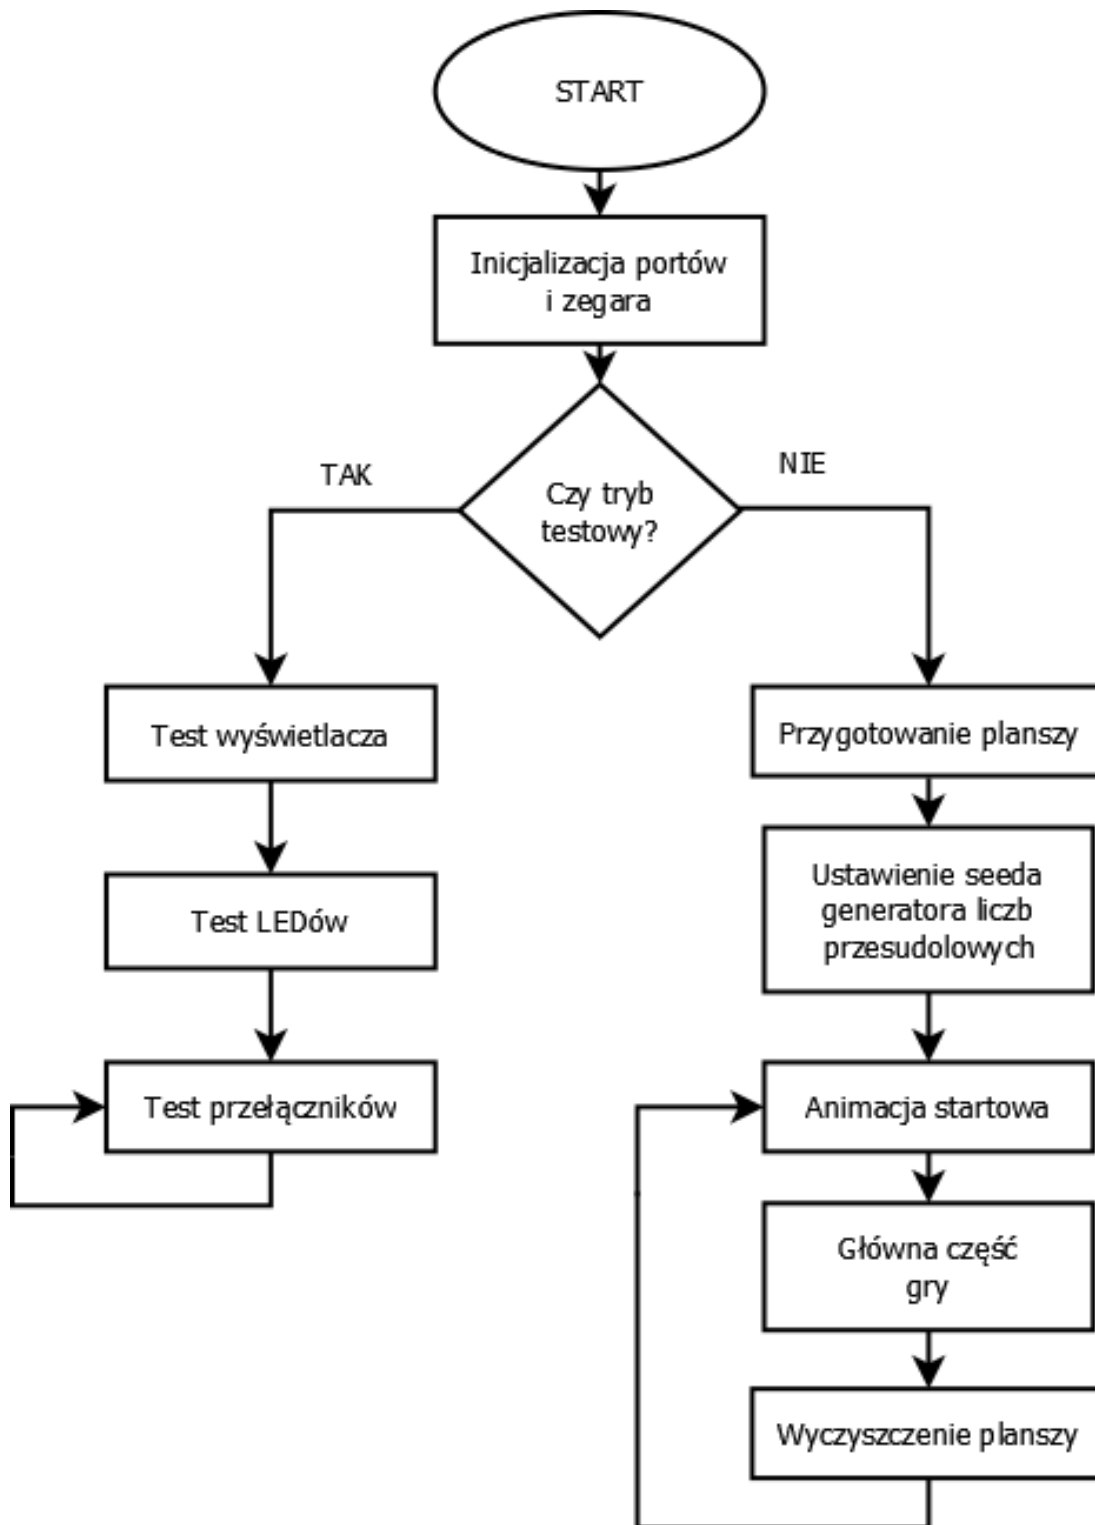 START
Inicjalizacja portów
i zegara
TAK
NIE
Czy tryb
testowy?
Test wyświetlacza
Przygotowanie planszy
Test LEDów
Ustawienie seeda
generatora liczb
przesudolowych
Test przełączników
Animacja startowa
Główna część
gry
Wyczyszczenie planszy